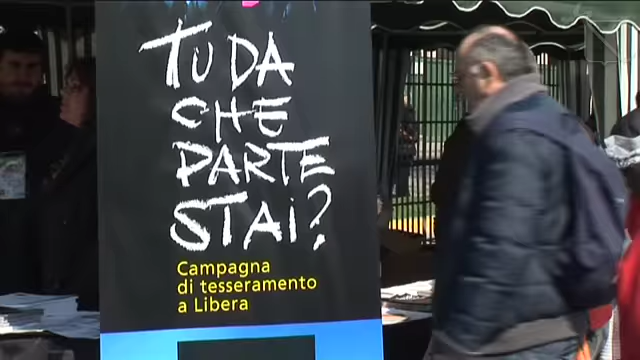 TU DA
CHE
PARTE
STAI?
Campagna
di tesseramento
a Libera